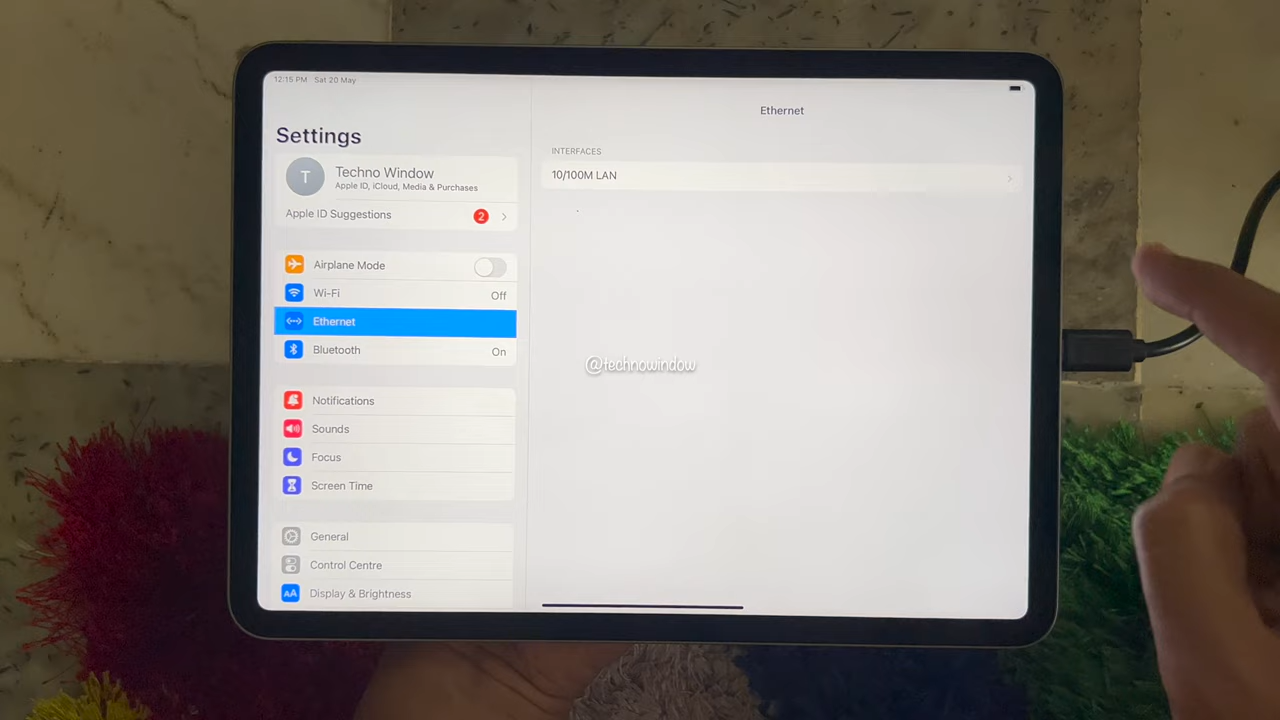 12:15 PM Sat 20 May
Settings
T
Techno Window
Apple ID, iCloud, Media & Purchases
Apple ID Suggestions 2
Airplane Mode
Wi-Fi Off
Ethernet
Bluetooth On
Notifications
Sounds
Focus
Screen Time
General
Control Centre
AA Display & Brightness
Ethernet
INTERFACES
10/100M LAN
@technowindow